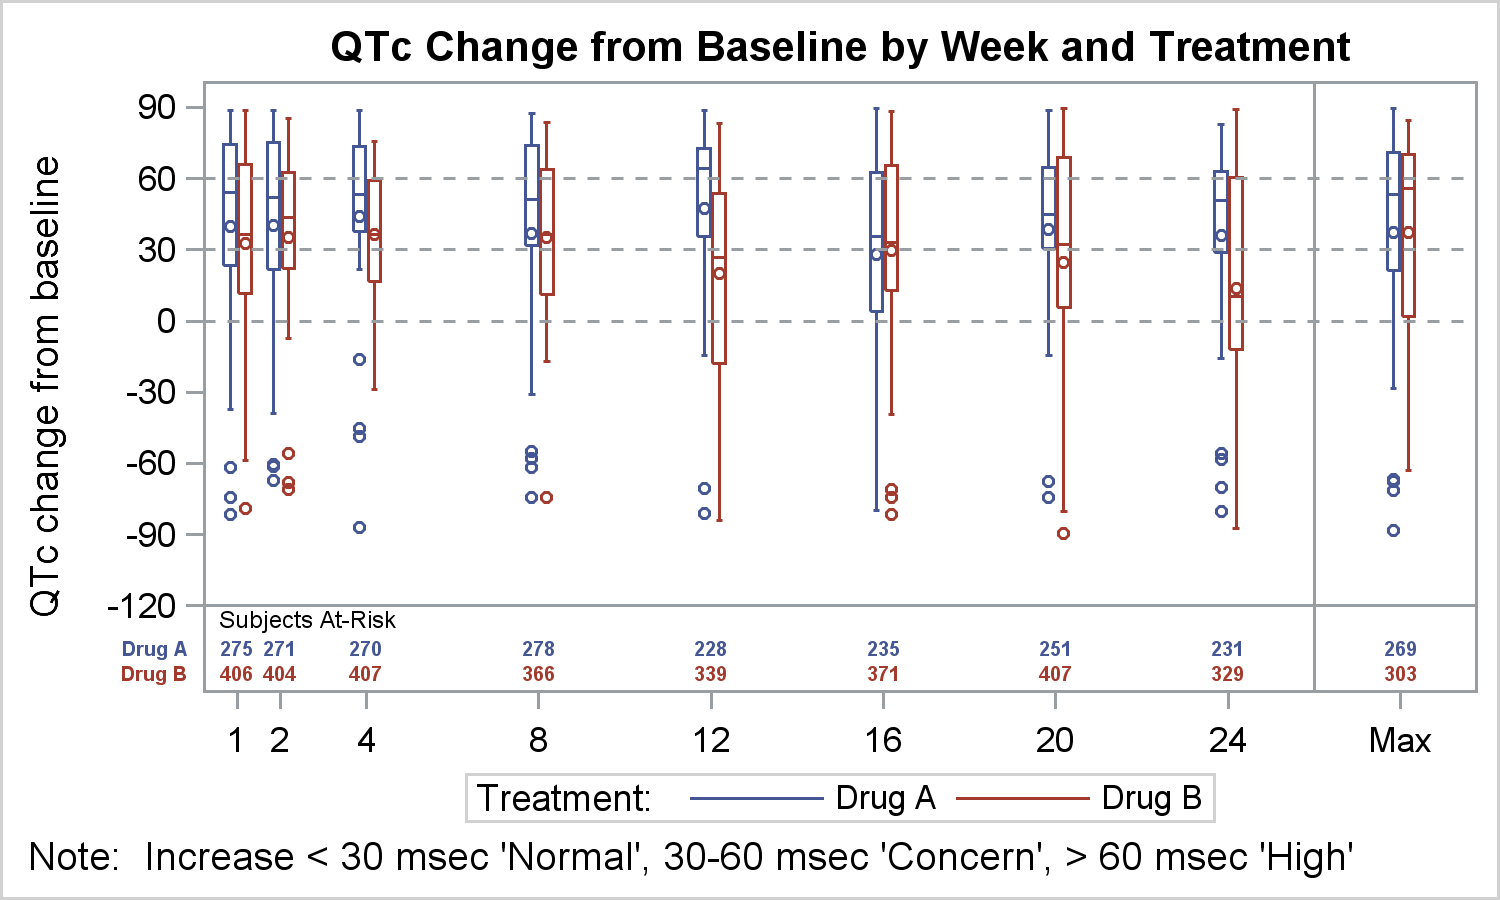 QTc Change from Baseline by Week and Treatment
QTc change from baseline
90
60
30
0
-30
-60
-90
-120
Subjects At-Risk
Drug A 275 271 270 278 228 235 251 231 269
Drug B 406 404 407 366 339 371 407 329 303
1 2 4 8 12 16 20 24 Max
Treatment: Drug A Drug B
Note: Increase < 30 msec 'Normal', 30-60 msec 'Concern', > 60 msec 'High'